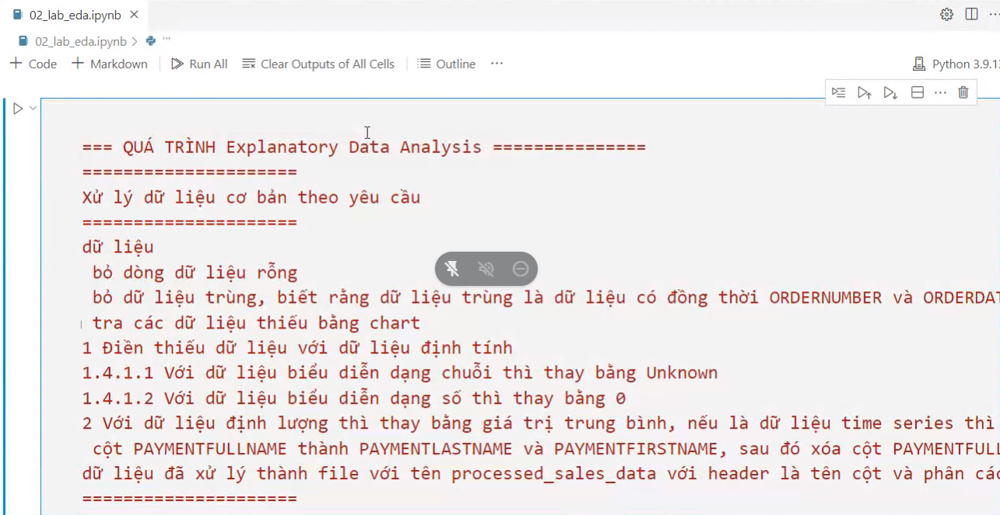 02_lab_eda.ipynb
02_lab_eda.ipynb > ...
+ Code + Markdown Run All Clear Outputs of All Cells Outline ... Python 3.9.1
=== QUÁ TRÌNH Explanatory Data Analysis ===============
=====================
Xử lý dữ liệu cơ bản theo yêu cầu
=====================
dữ liệu
bỏ dòng dữ liệu rỗng
bỏ dữ liệu trùng, biết rằng dữ liệu trùng là dữ liệu có đồng thời ORDERNUMBER và ORDERDAT
tra các dữ liệu thiếu bằng chart
1 Điền thiếu dữ liệu với dữ liệu định tính
1.4.1.1 Với dữ liệu biểu diễn dạng chuỗi thì thay bằng Unknown
1.4.1.2 Với dữ liệu biểu diễn dạng số thì thay bằng 0
2 Với dữ liệu định lượng thì thay bằng giá trị trung bình, nếu là dữ liệu time series thì
cột PAYMENTFULLNAME thành PAYMENTLASTNAME và PAYMENTFIRSTNAME, sau đó xóa cột PAYMENTFULL
dữ liệu đã xử lý thành file với tên processed_sales_data với header là tên cột và phân các
=====================